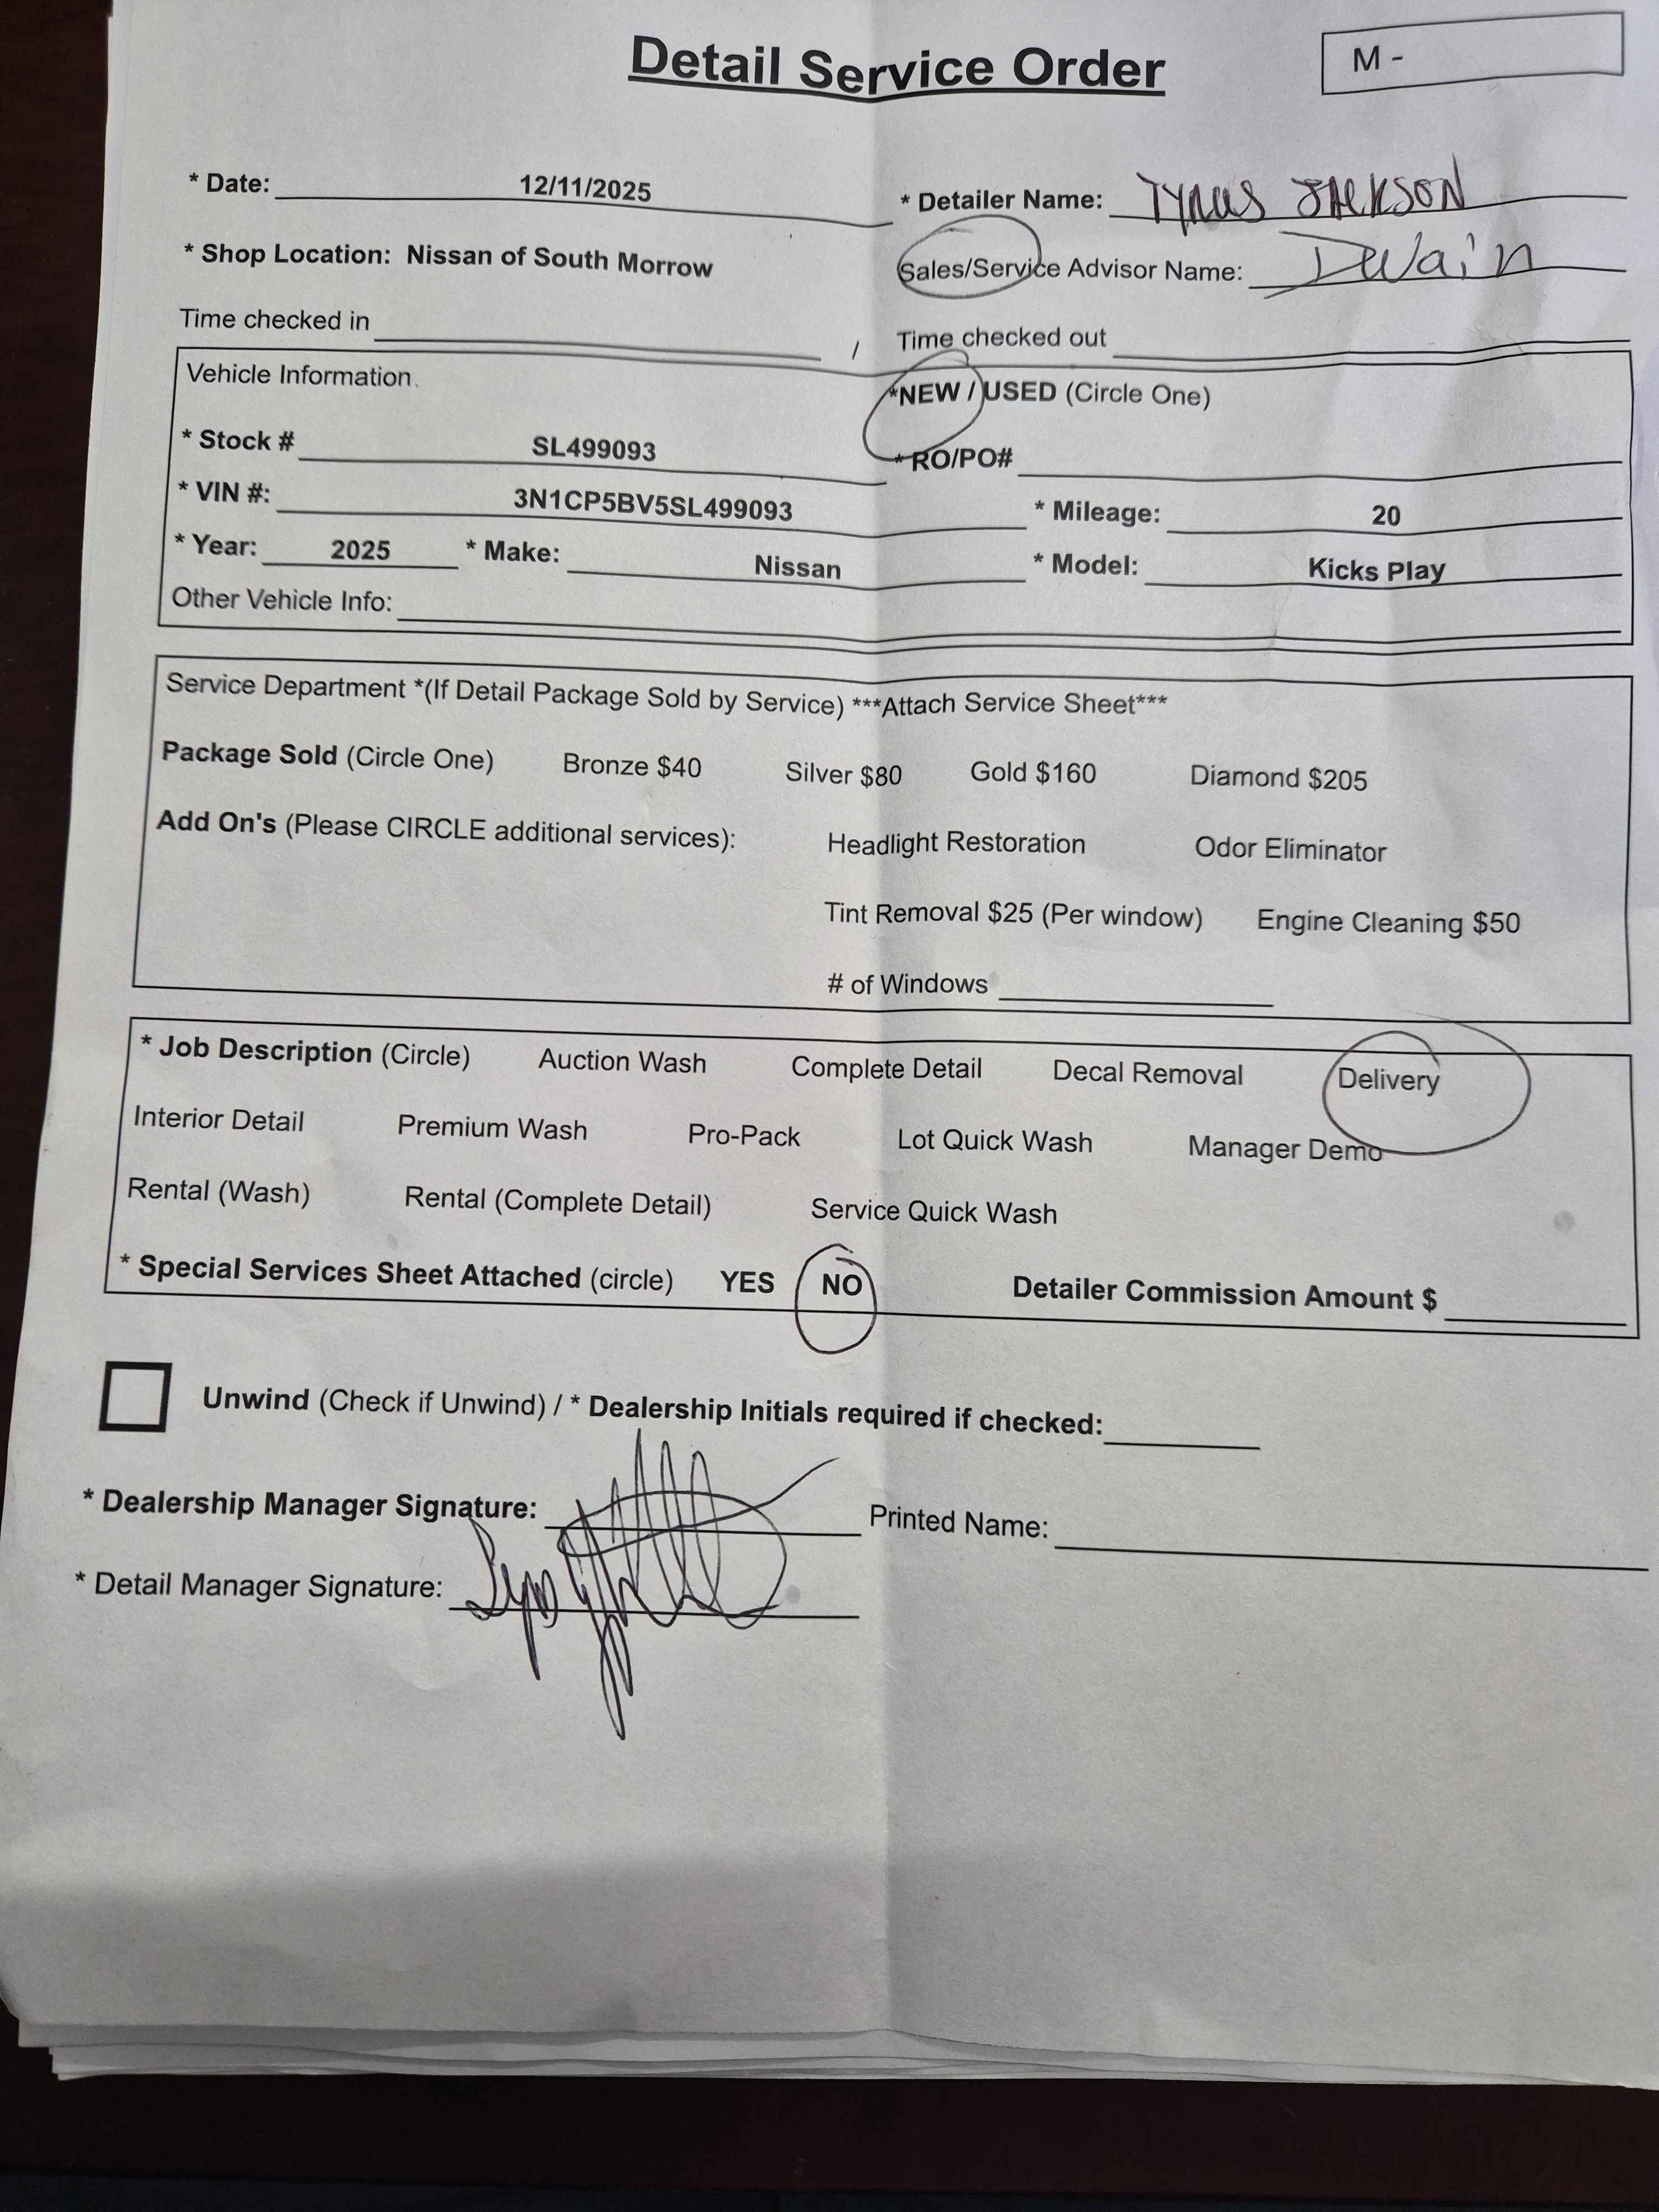 Detail Service Order
M -
* Date: 12/11/2025
* Detailer Name: TYRUS JACKSON
* Shop Location: Nissan of South Morrow
Sales/Service Advisor Name: DWain
Time checked in / Time checked out
Vehicle Information
*NEW / USED (Circle One)
* Stock # SL499093
* RO/PO#
* VIN #: 3N1CP5BV5SL499093
* Mileage: 20
* Year: 2025 * Make: Nissan
* Model: Kicks Play
Other Vehicle Info:
Service Department *(If Detail Package Sold by Service) ***Attach Service Sheet***
Package Sold (Circle One) Bronze $40 Silver $80 Gold $160 Diamond $205
Add On's (Please CIRCLE additional services): Headlight Restoration Odor Eliminator
Tint Removal $25 (Per window) Engine Cleaning $50
# of Windows
* Job Description (Circle) Auction Wash Complete Detail Decal Removal Delivery
Interior Detail Premium Wash Pro-Pack Lot Quick Wash Manager Demo
Rental (Wash) Rental (Complete Detail) Service Quick Wash
* Special Services Sheet Attached (circle) YES NO Detailer Commission Amount $
Unwind (Check if Unwind) / * Dealership Initials required if checked:
* Dealership Manager Signature:
Printed Name:
* Detail Manager Signature: